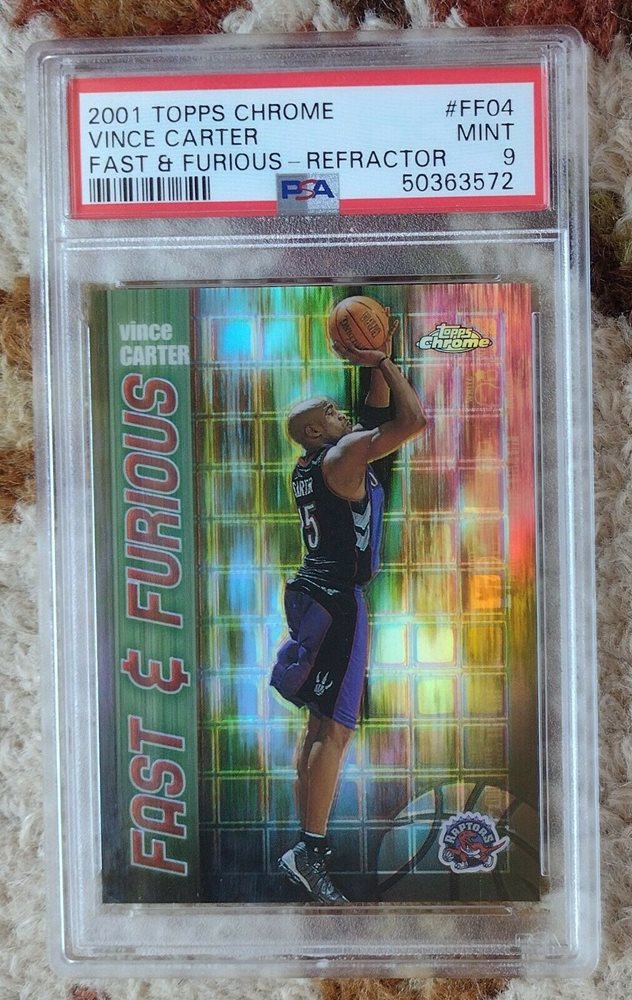 2001 TOPPS CHROME #FF04
VINCE CARTER MINT
FAST & FURIOUS - REFRACTOR 9
PSA 50363572
vince
CARTER
FAST & FURIOUS
Topps
Chrome
CARTER
15
RAPTORS